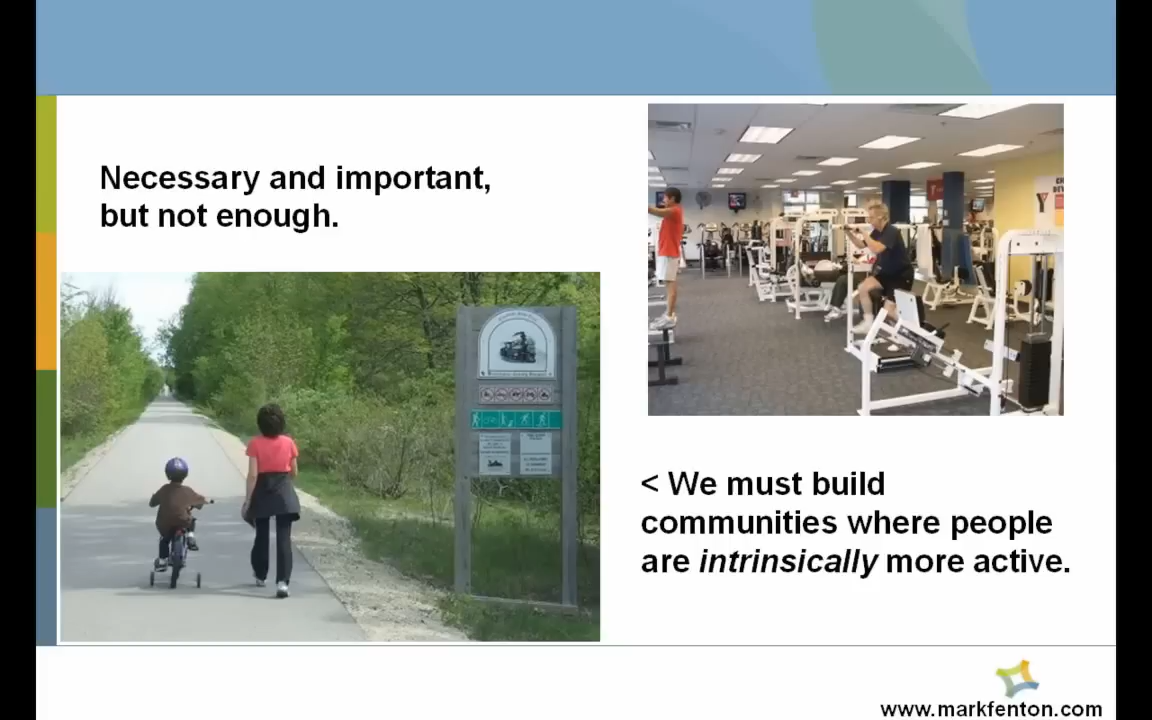 Necessary and important,
but not enough.
< We must build
communities where people
are intrinsically more active.
www.markfenton.com